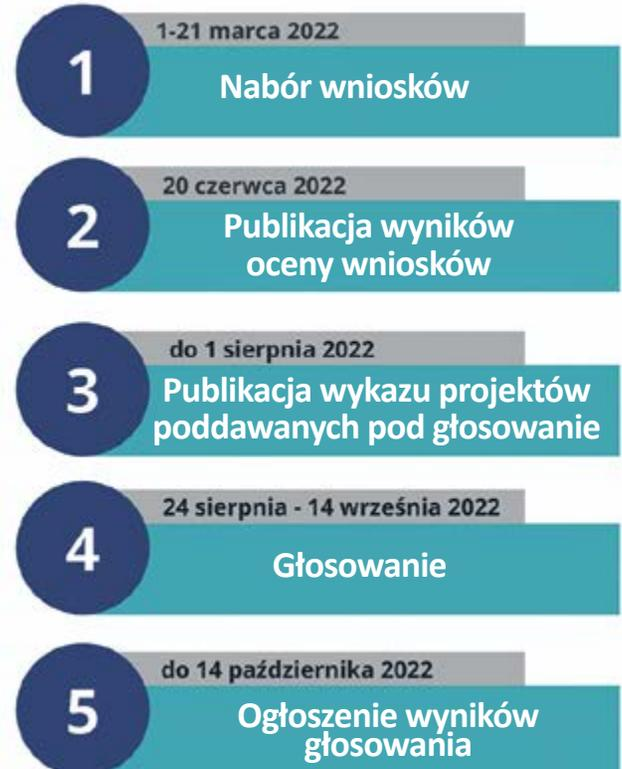 1
1-21 marca 2022
Nabór wniosków
2
20 czerwca 2022
Publikacja wyników
oceny wniosków
3
do 1 sierpnia 2022
Publikacja wykazu projektów
poddawanych pod głosowanie
4
24 sierpnia - 14 września 2022
Głosowanie
5
do 14 października 2022
Ogłoszenie wyników
głosowania